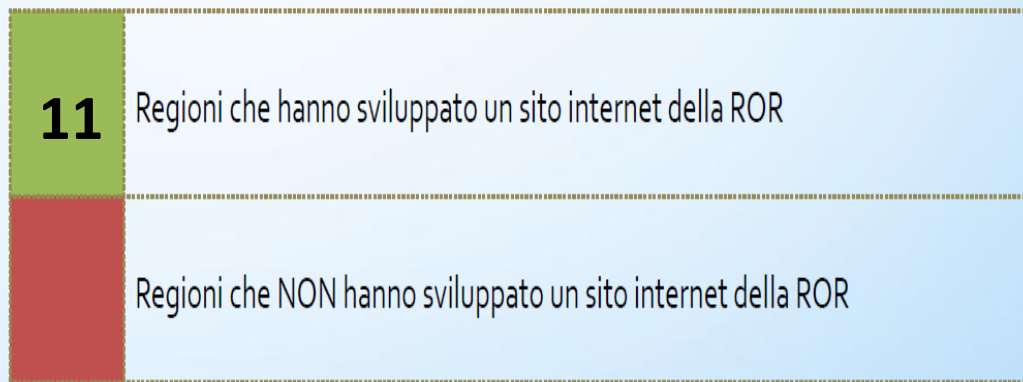 11 Regioni che hanno sviluppato un sito internet della ROR
Regioni che NON hanno sviluppato un sito internet della ROR